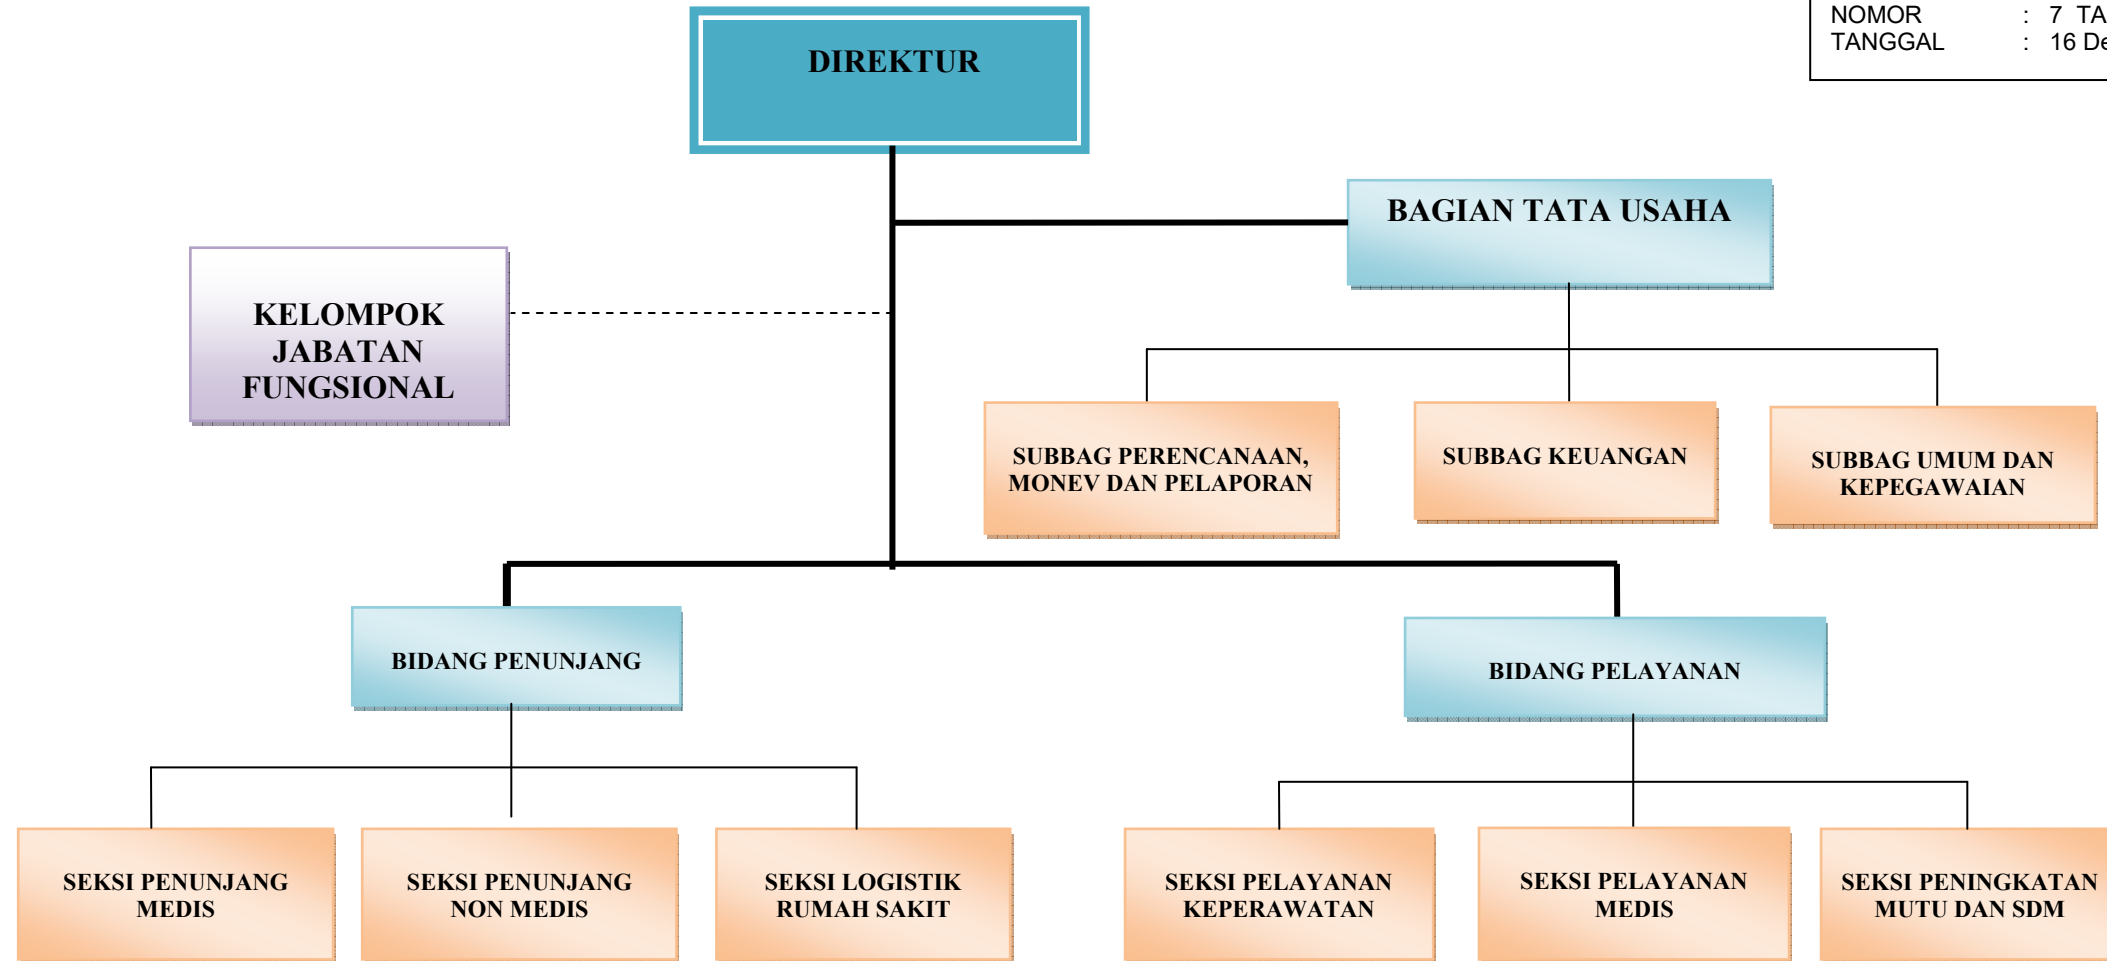 NOMOR : 7 TA
TANGGAL : 16 De
DIREKTUR
BAGIAN TATA USAHA
KELOMPOK
JABATAN
FUNGSIONAL
SUBBAG PERENCANAAN,
MONEV DAN PELAPORAN
SUBBAG KEUANGAN
SUBBAG UMUM DAN
KEPEGAWAIAN
BIDANG PENUNJANG
BIDANG PELAYANAN
SEKSI PENUNJANG
MEDIS
SEKSI PENUNJANG
NON MEDIS
SEKSI LOGISTIK
RUMAH SAKIT
SEKSI PELAYANAN
KEPERAWATAN
SEKSI PELAYANAN
MEDIS
SEKSI PENINGKATAN
MUTU DAN SDM